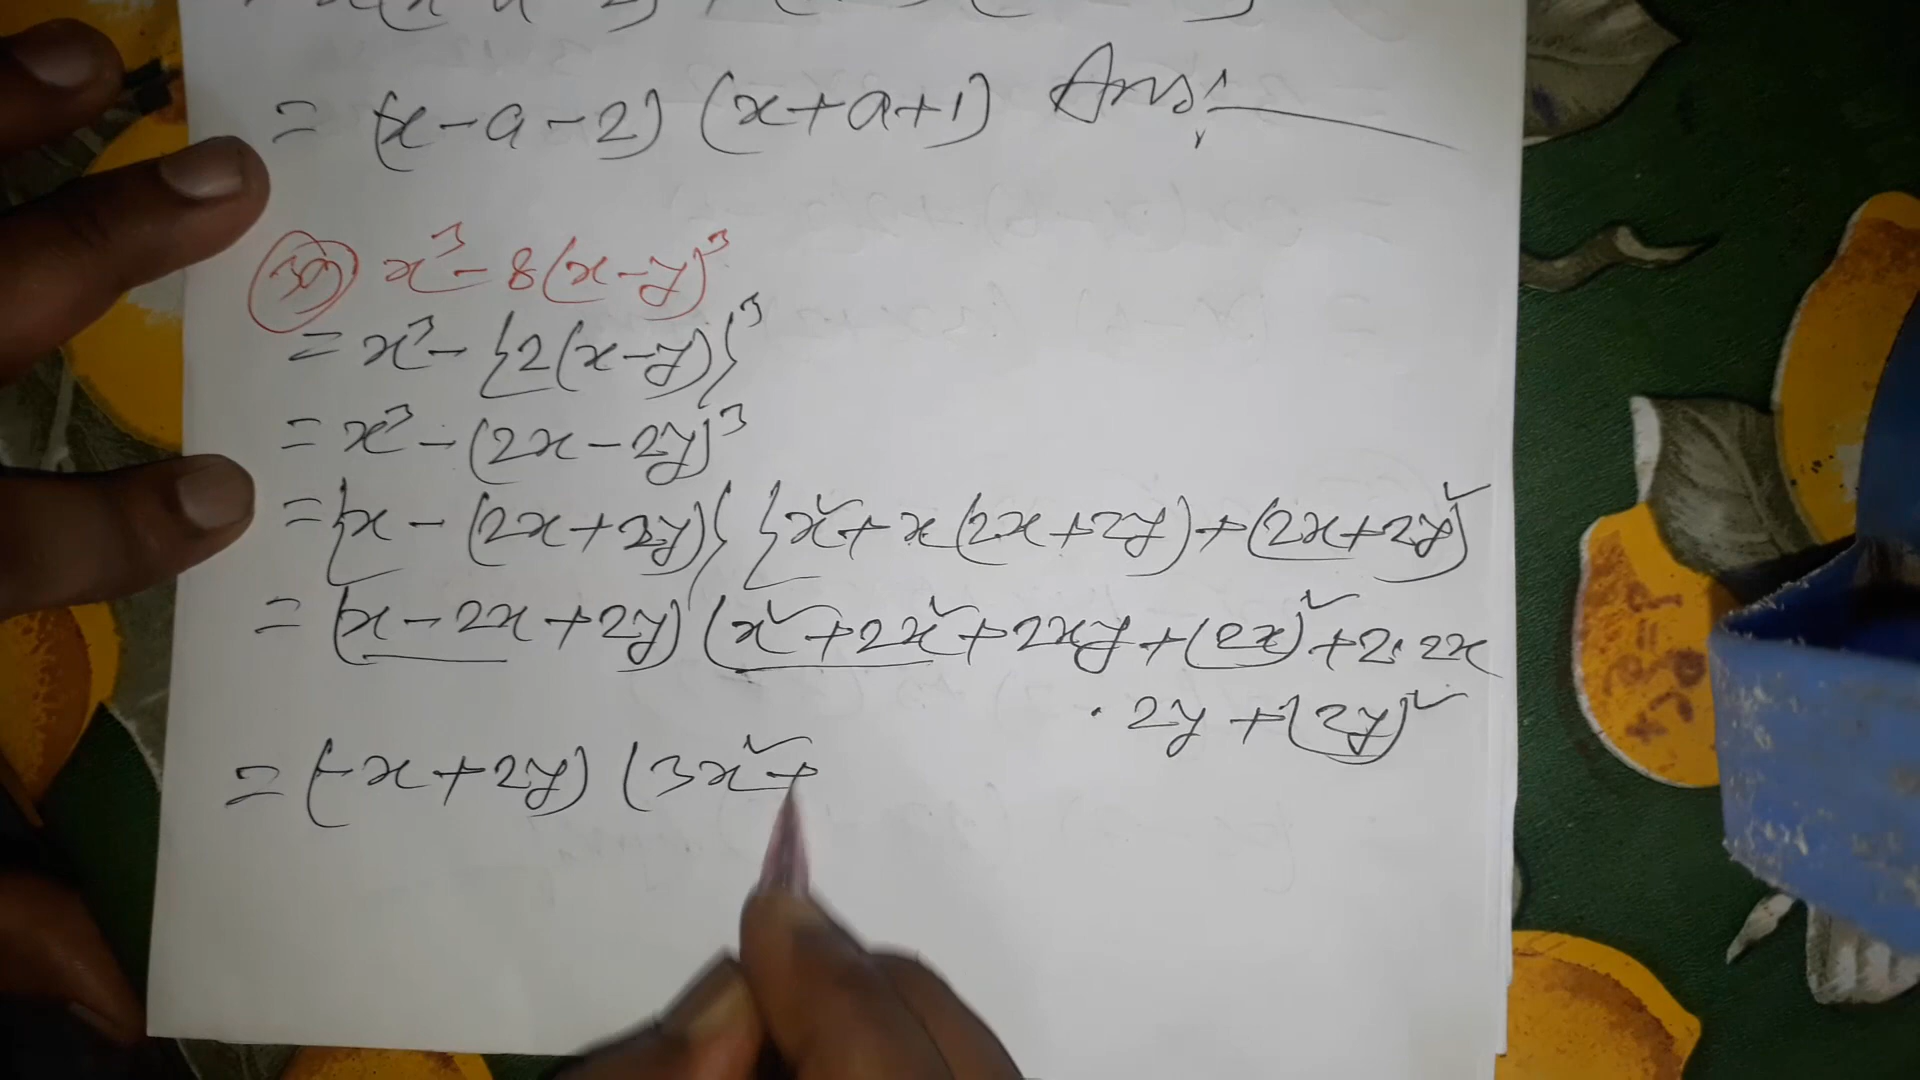 = (x-a-2) (x+a+1) Ans:
x³-8(x-y)³
= x³-{2(x-y)}³
= x³-(2x-2y)³
= {x-(2x+2y)} {x²+x(2x+2y)+(2x+2y)²
= (x-2x+2y) (x²+2x²+2xy+(2x)²+2·2x
·2y+(2y)²
= (-x+2y) (3x²+